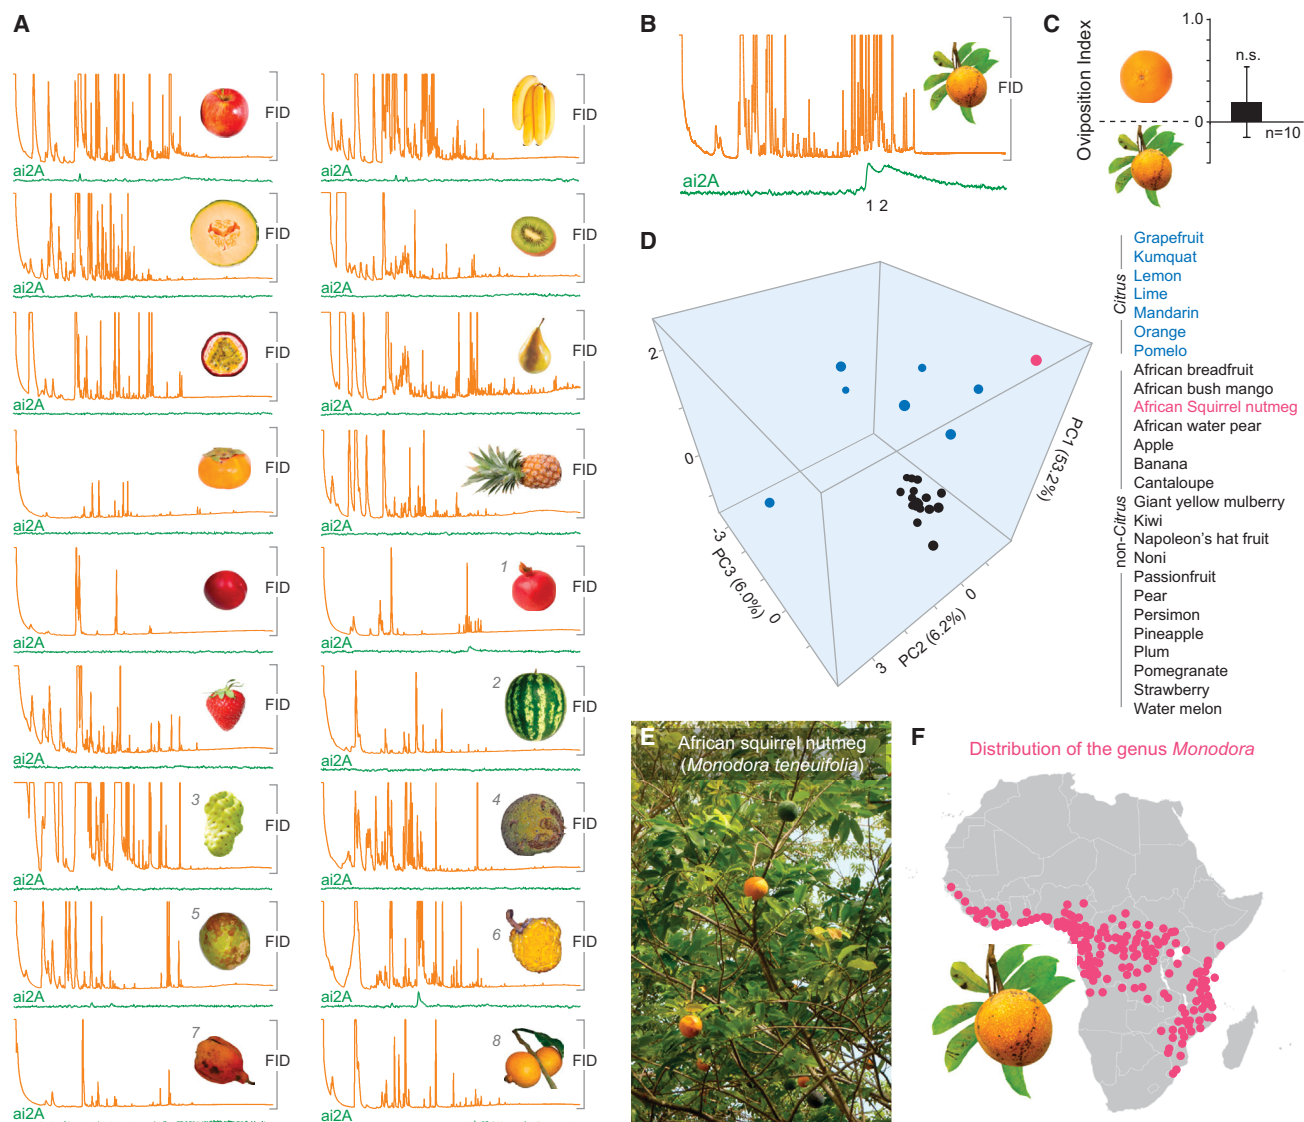 A
FID
ai2A
FID
ai2A
FID
ai2A
FID
ai2A
FID
ai2A
FID
ai2A
FID
ai2A
FID
ai2A
FID
ai2A
1
FID
ai2A
FID
ai2A
2
FID
ai2A
3
FID
ai2A
4
FID
ai2A
5
FID
ai2A
6
FID
ai2A
7
FID
ai2A
8
FID
ai2A
B
FID
ai2A
1 2
C
Oviposition Index
1.0
0
n.s.
n=10
D
2
0
-3
PC3 (6.0%)
0
3
PC2 (6.2%)
0
PC1 (53.2%)
Citrus
Grapefruit
Kumquat
Lemon
Lime
Mandarin
Orange
Pomelo
non-Citrus
African breadfruit
African bush mango
African Squirrel nutmeg
African water pear
Apple
Banana
Cantaloupe
Giant yellow mulberry
Kiwi
Napoleon's hat fruit
Noni
Passionfruit
Pear
Persimon
Pineapple
Plum
Pomegranate
Strawberry
Water melon
E
African squirrel nutmeg
(Monodora teneuifolia)
F
Distribution of the genus Monodora